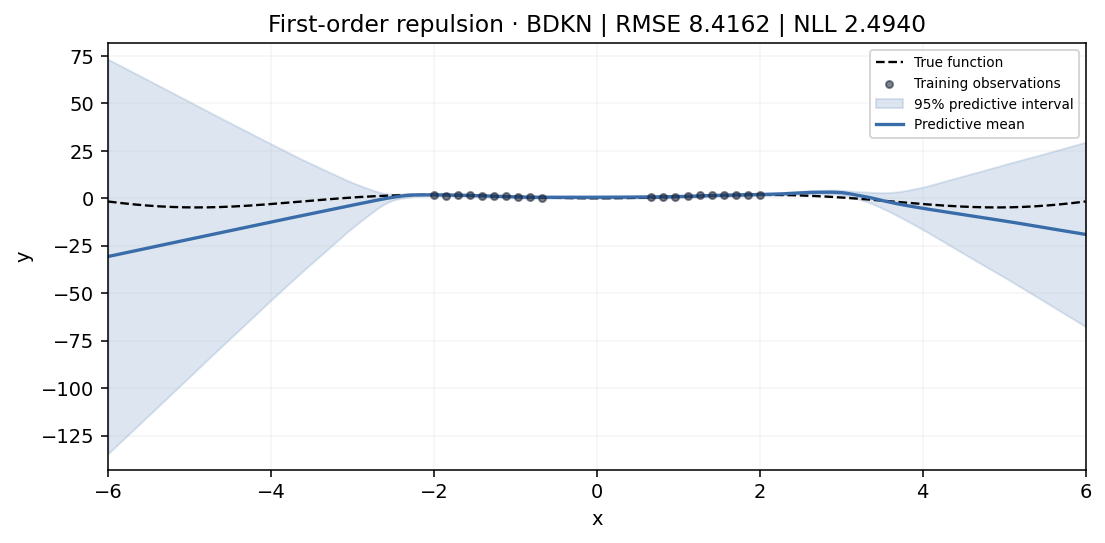 First-order repulsion · BDKN | RMSE 8.4162 | NLL 2.4940
True function
Training observations
95% predictive interval
Predictive mean
75
50
25
0
−25
−50
−75
−100
−125
y
−6
−4
−2
0
2
4
6
x